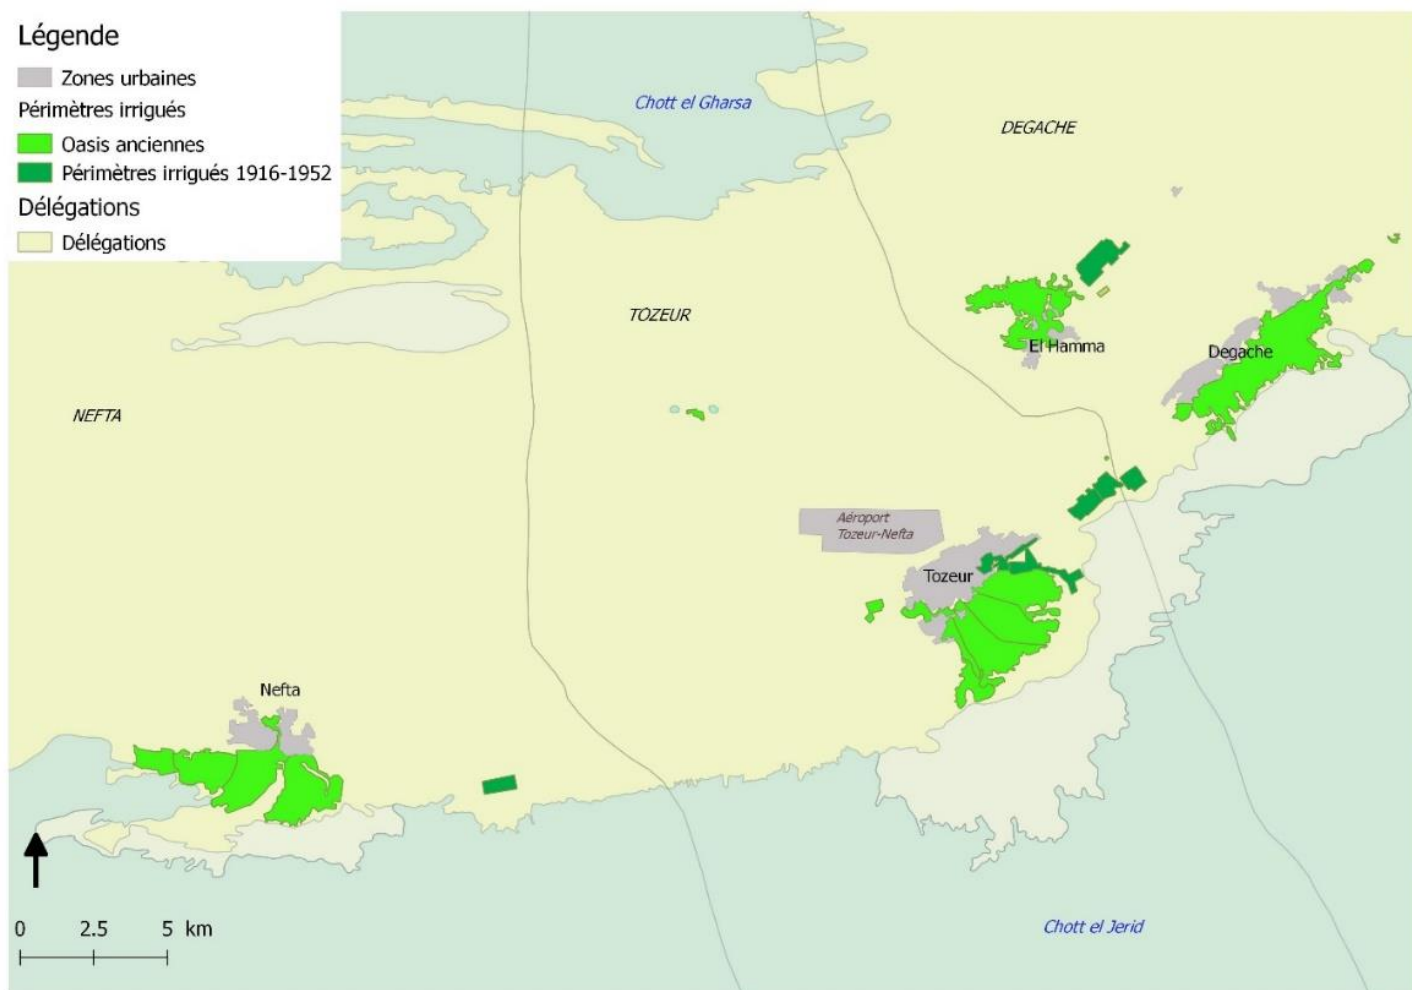 Légende
Zones urbaines
Périmètres irrigués
Oasis anciennes
Périmètres irrigués 1916-1952
Délégations
Délégations
Chott el Gharsa
DEGACHE
TOZEUR
El Hamma
Degache
NEFTA
Aéroport
Tozeur-Nefta
Tozeur
Nefta
0 2.5 5 km
Chott el Jerid